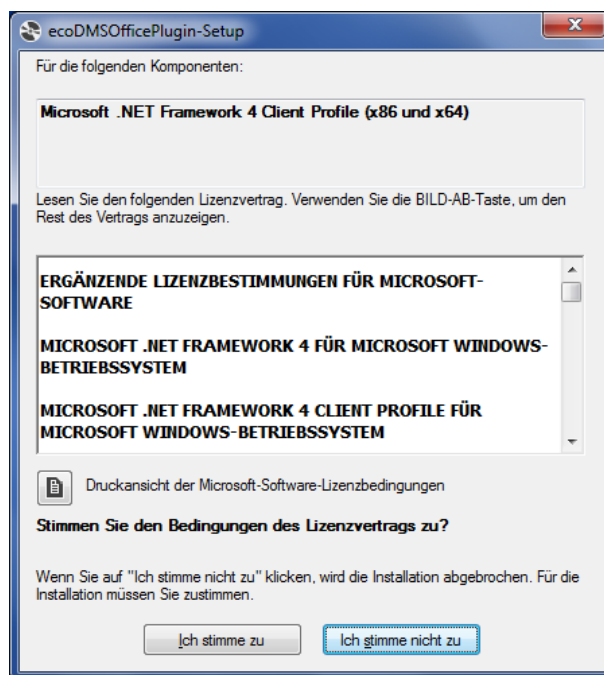 ecoDMSOfficePlugin-Setup
Für die folgenden Komponenten:
Microsoft .NET Framework 4 Client Profile (x86 und x64)
Lesen Sie den folgenden Lizenzvertrag. Verwenden Sie die BILD-AB-Taste, um den
Rest des Vertrags anzuzeigen.
ERGÄNZENDE LIZENZBESTIMMUNGEN FÜR MICROSOFT-
SOFTWARE
MICROSOFT .NET FRAMEWORK 4 FÜR MICROSOFT WINDOWS-
BETRIEBSSYSTEM
MICROSOFT .NET FRAMEWORK 4 CLIENT PROFILE FÜR
MICROSOFT WINDOWS-BETRIEBSSYSTEM
Druckansicht der Microsoft-Software-Lizenzbedingungen
Stimmen Sie den Bedingungen des Lizenzvertrags zu?
Wenn Sie auf "Ich stimme nicht zu" klicken, wird die Installation abgebrochen. Für die
Installation müssen Sie zustimmen.
Ich stimme zu
Ich stimme nicht zu